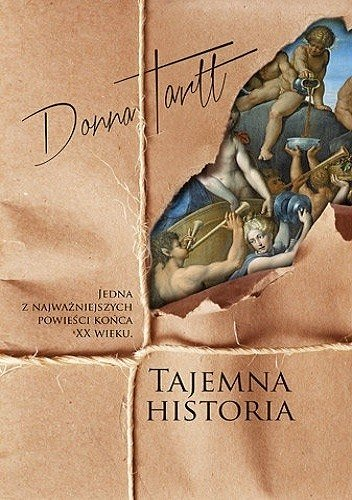 Donna Tartt
JEDNA
Z NAJWAŻNIEJSZYCH
POWIEŚCI KOŃCA
XX WIEKU.
TAJEMNA
HISTORIA